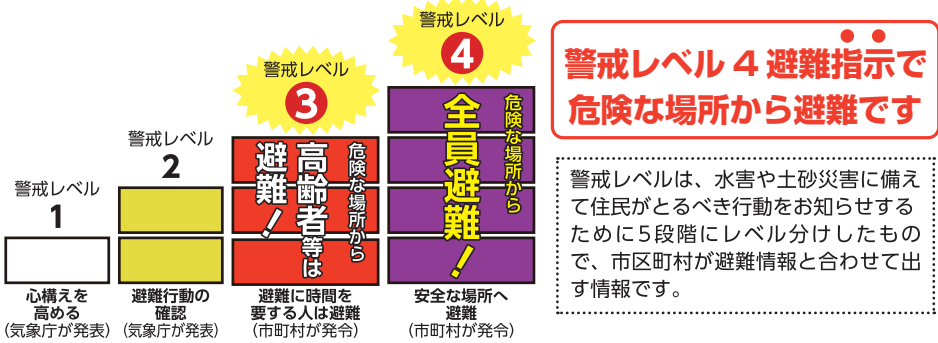 警戒レベル
1
心構えを
高める
(気象庁が発表)
警戒レベル
2
避難行動の
確認
(気象庁が発表)
警戒レベル
3
危険な場所から
高齢者等は
避難！
避難に時間を
要する人は避難
(市町村が発令)
警戒レベル
4
危険な場所から
全員避難！
安全な場所へ
避難
(市町村が発令)
警戒レベル4避難指示で
危険な場所から避難です
警戒レベルは、水害や土砂災害に備え
て住民がとるべき行動をお知らせする
ために5段階にレベル分けしたもの
で、市区町村が避難情報と合わせて出
す情報です。